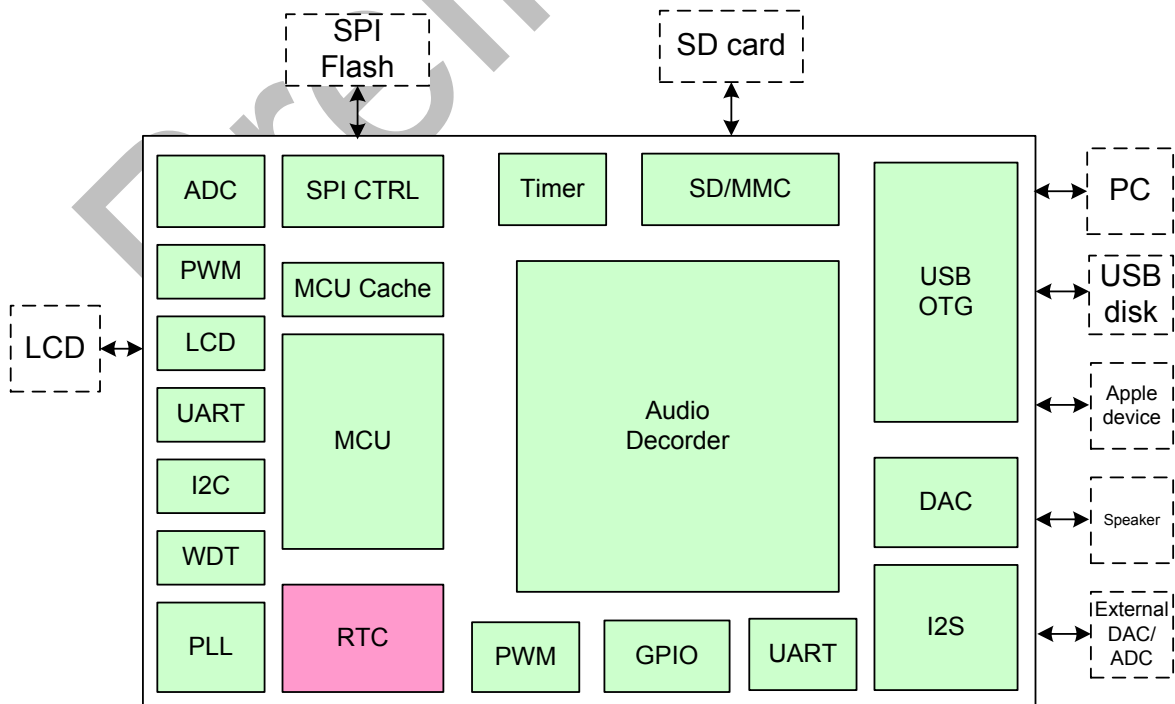 SPI
Flash
SD card
ADC
SPI CTRL
Timer
SD/MMC
PC
PWM
MCU Cache
USB
OTG
USB
disk
LCD
LCD
UART
MCU
Audio
Decorder
Apple
device
I2C
DAC
Speaker
WDT
PLL
RTC
PWM
GPIO
UART
I2S
External
DAC/
ADC